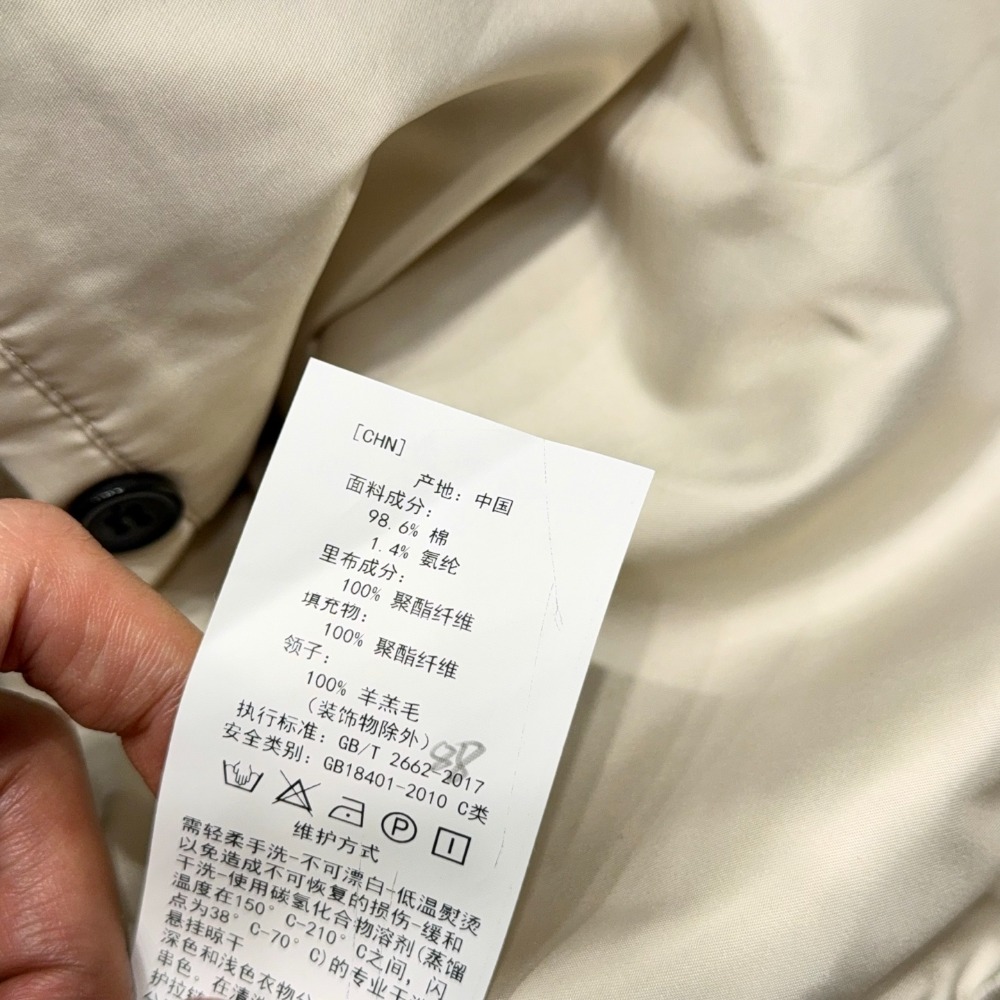 [CHN]
产地: 中国
面料成分:
98.6% 棉
1.4% 氨纶
里布成分:
100% 聚酯纤维
填充物:
100% 聚酯纤维
领子:
100% 羊羔毛
(装饰物除外)
执行标准: GB/T 2662-2017
安全类别: GB18401-2010 C类
P
维护方式
需轻柔手洗-不可漂白-低温熨烫
以免造成不可恢复的损伤-缓和
干洗-使用碳氢化合物溶剂(蒸馏
温度在150°C-210°C之间,闪
点为38°C-70°C)的专业干
悬挂晾干
深色和浅色衣物分
串色。在清
护拉链